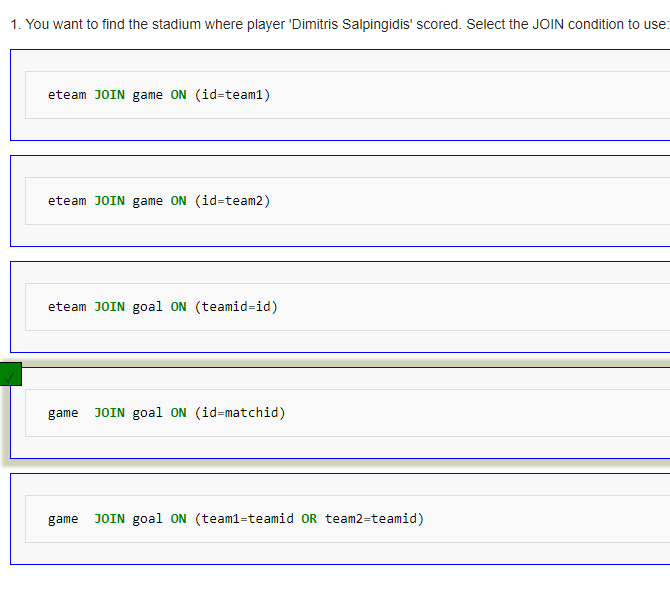 1. You want to find the stadium where player 'Dimitris Salpingidis' scored. Select the JOIN condition to use:
eteam JOIN game ON (id=team1)
eteam JOIN game ON (id=team2)
eteam JOIN goal ON (teamid=id)
game  JOIN goal ON (id=matchid)
game  JOIN goal ON (team1=teamid OR team2=teamid)